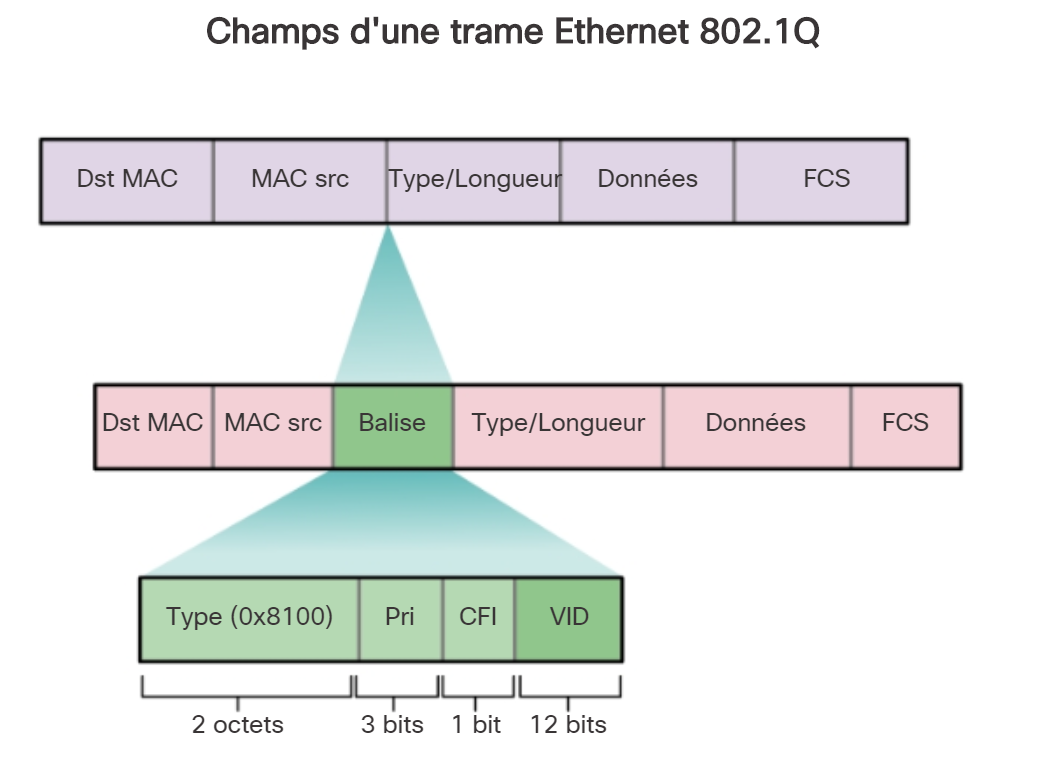 Champs d'une trame Ethernet 802.1Q
Dst MAC MAC src Type/Longueur Données FCS
Dst MAC MAC src Balise Type/Longueur Données FCS
Type (0x8100) Pri CFI VID
2 octets 3 bits 1 bit 12 bits